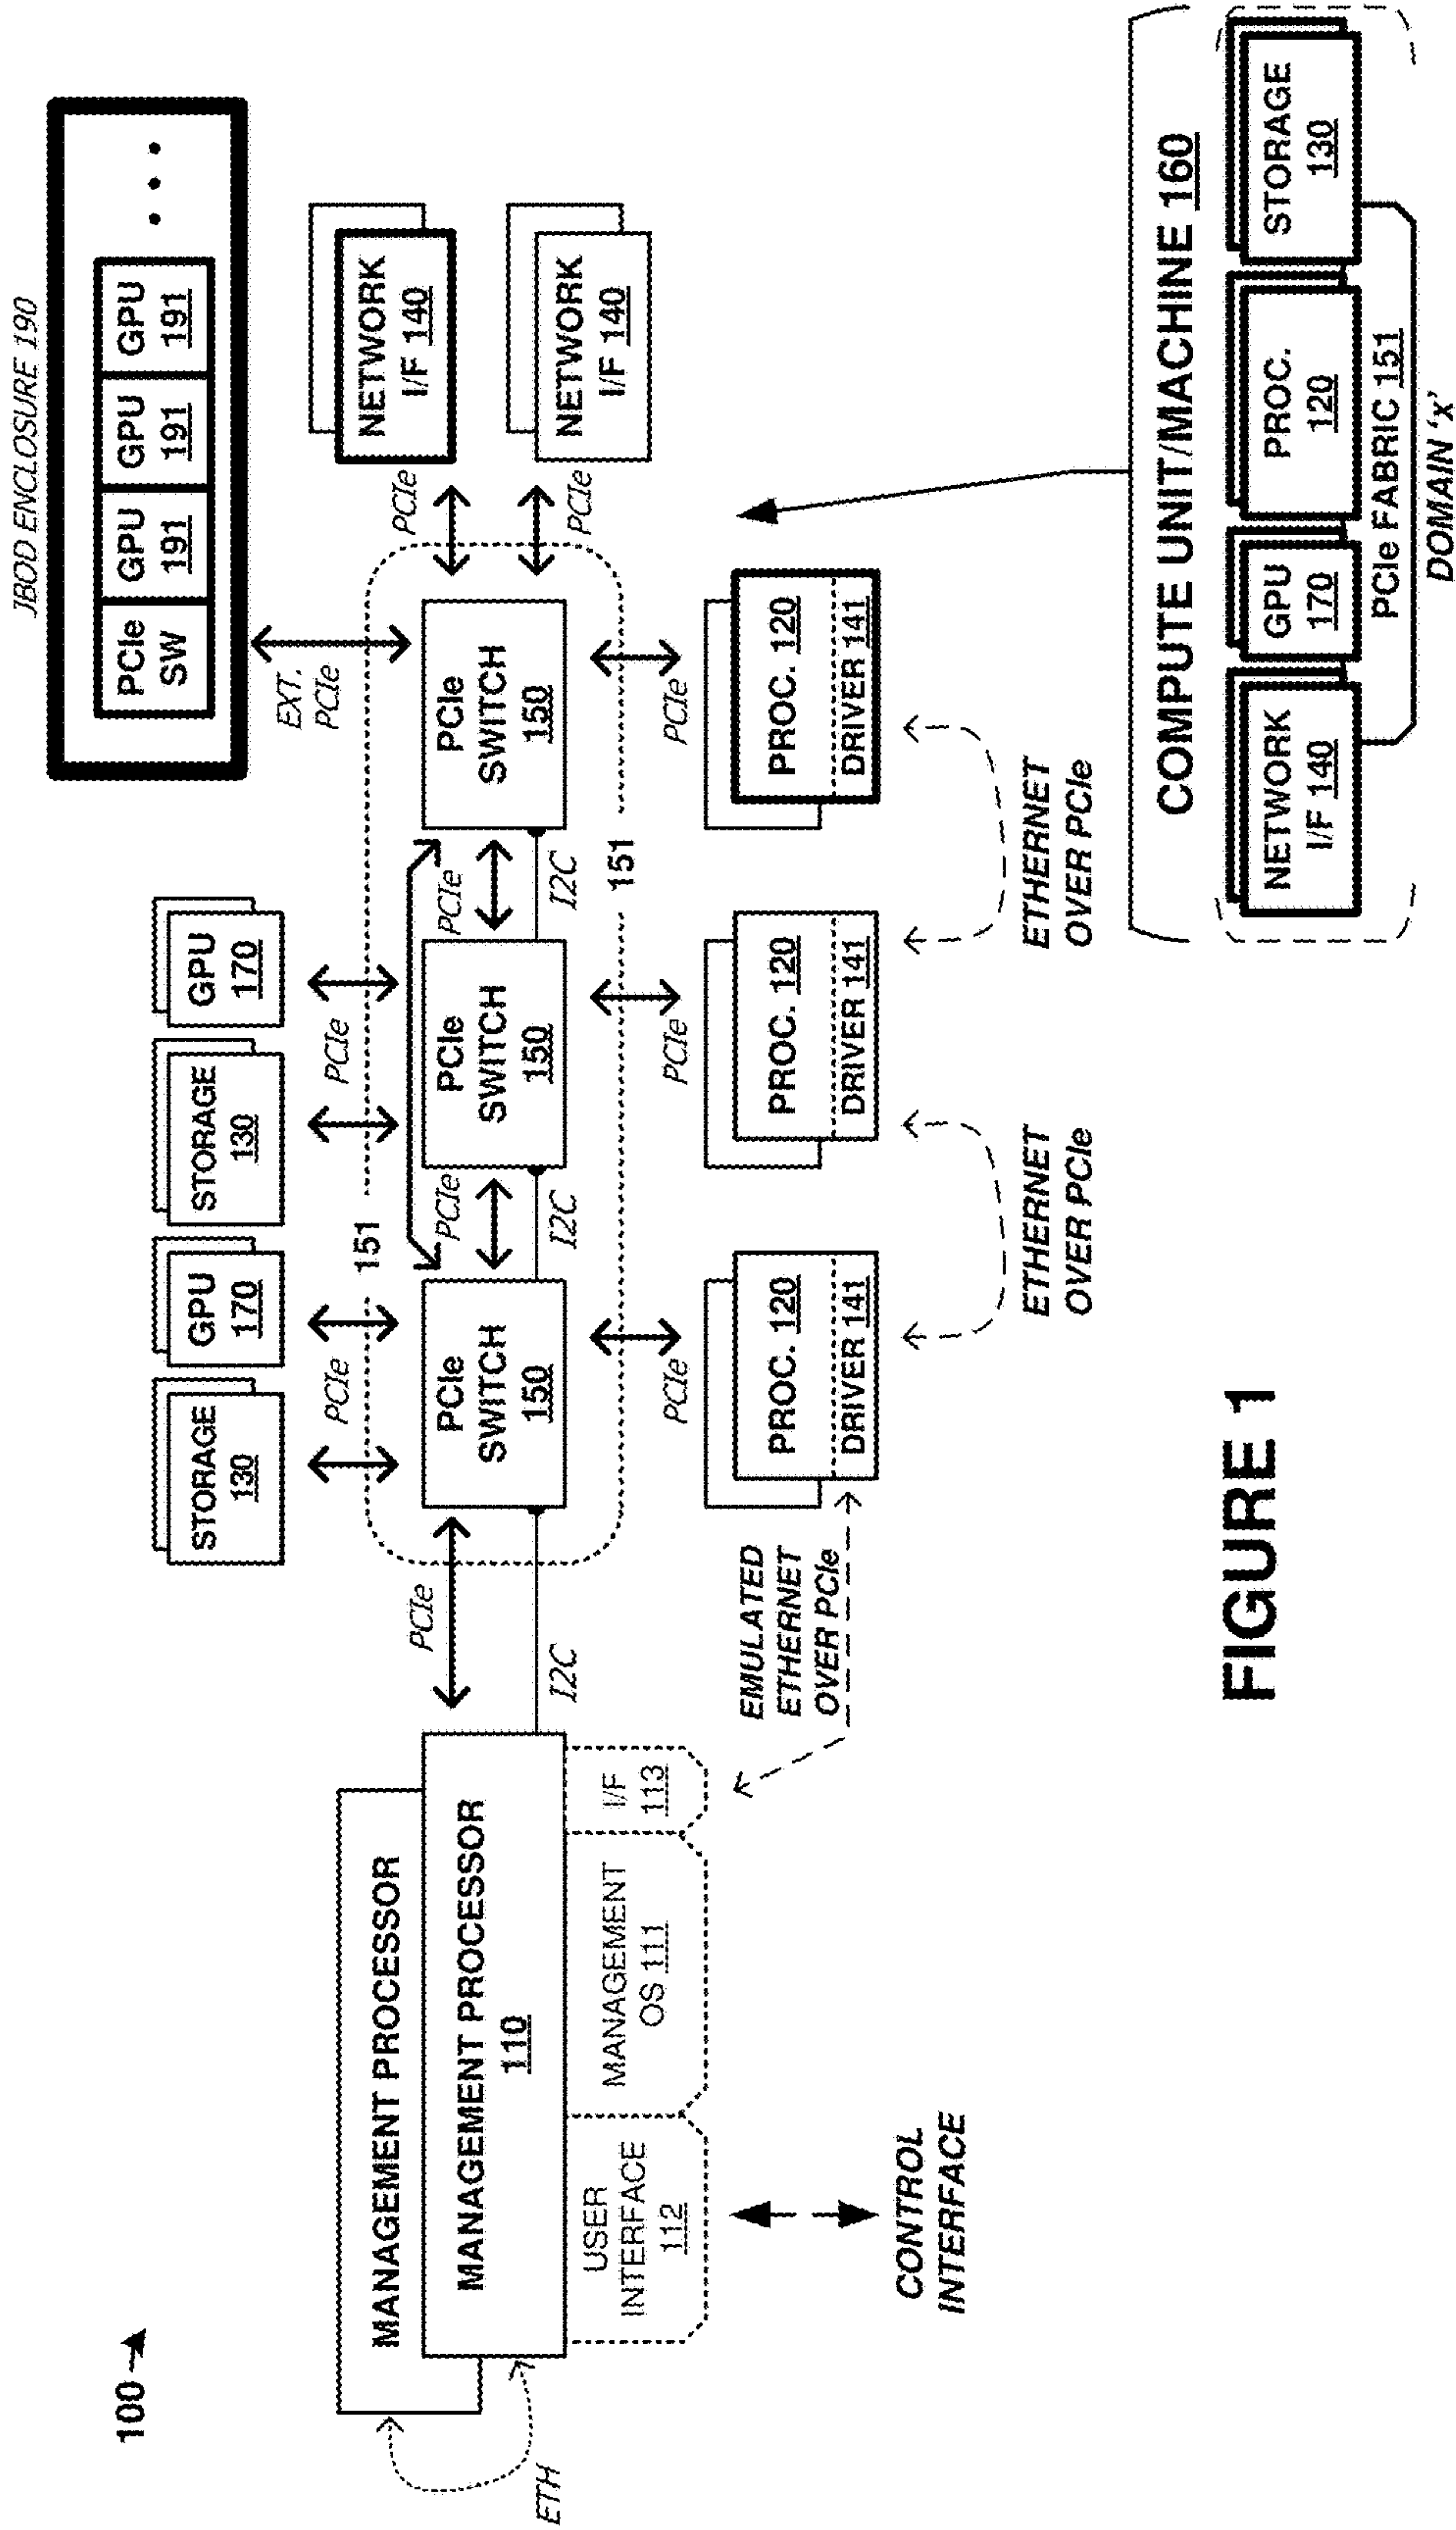 100
JBOD ENCLOSURE 190
PCIe
SW
GPU
191
GPU
191
GPU
191
• • •
STORAGE
130
GPU
170
STORAGE
130
GPU
170
EXT.
PCIe
PCIe
PCIe
151
NETWORK
I/F 140
NETWORK
I/F 140
PCIe
PCIe
MANAGEMENT PROCESSOR
MANAGEMENT PROCESSOR
110
ETH
PCIe
I2C
PCIe
SWITCH
150
PCIe
I2C
PCIe
SWITCH
150
PCIe
I2C
PCIe
SWITCH
150
151
USER
INTERFACE
112
MANAGEMENT
OS 111
I/F
113
CONTROL
INTERFACE
EMULATED
ETHERNET
OVER PCIe
PCIe
PROC. 120
DRIVER 141
PCIe
PROC. 120
DRIVER 141
PCIe
PROC. 120
DRIVER 141
ETHERNET
OVER PCIe
ETHERNET
OVER PCIe
COMPUTE UNIT/MACHINE 160
NETWORK
I/F 140
GPU
170
PROC.
120
STORAGE
130
PCIe FABRIC 151
DOMAIN 'x'
FIGURE 1